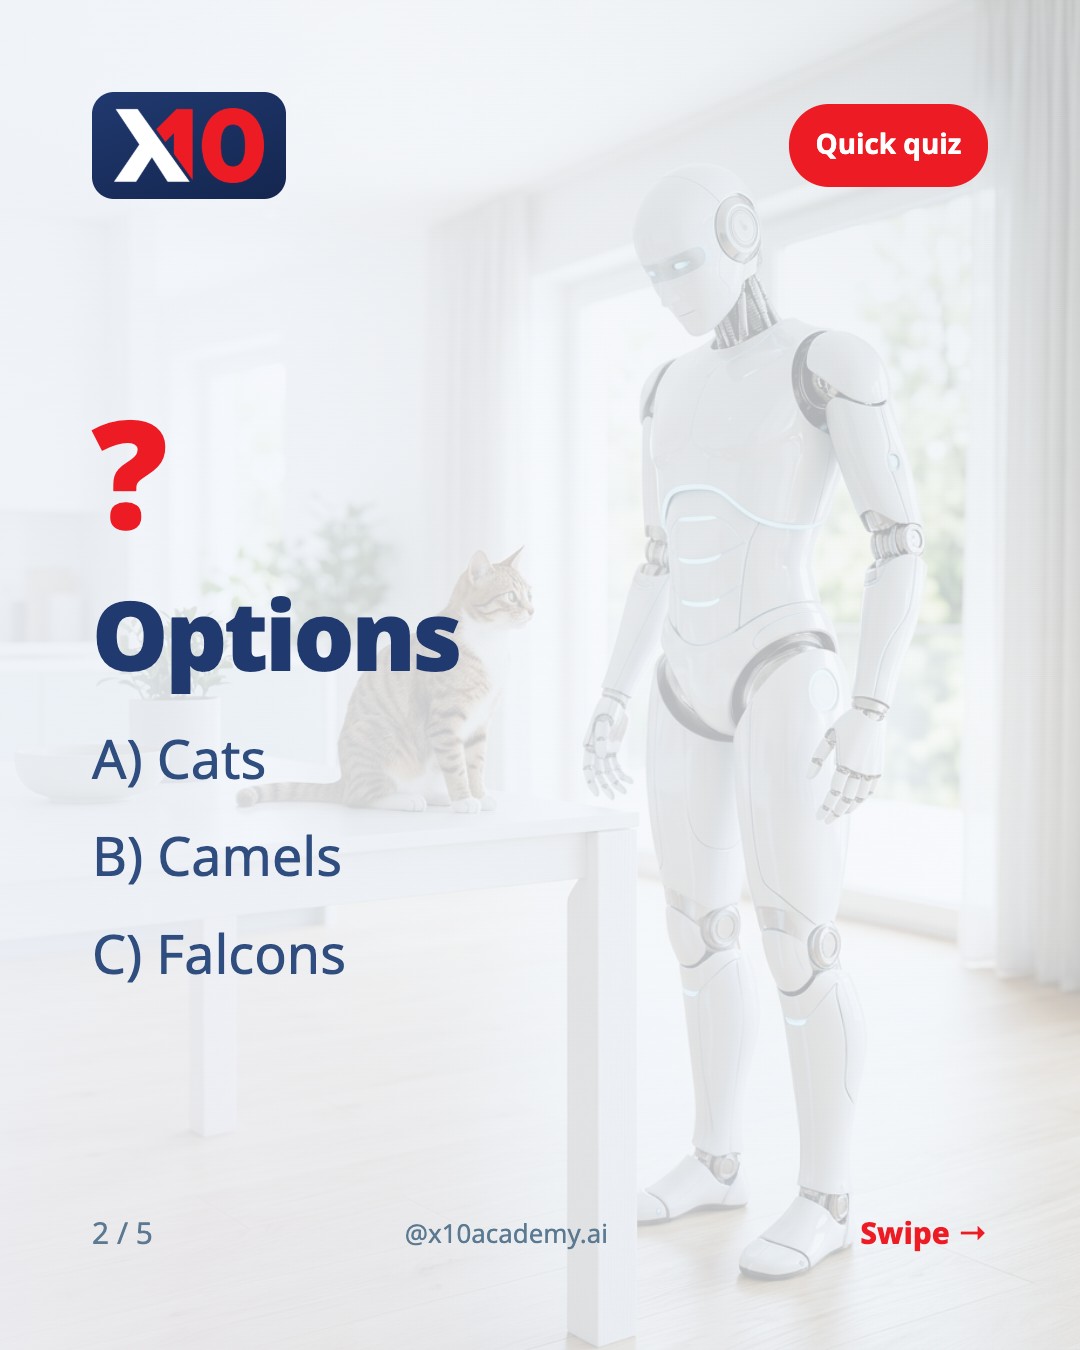 X10
Quick quiz
?
Options
A) Cats
B) Camels
C) Falcons
2 / 5
@x10academy.ai
Swipe →